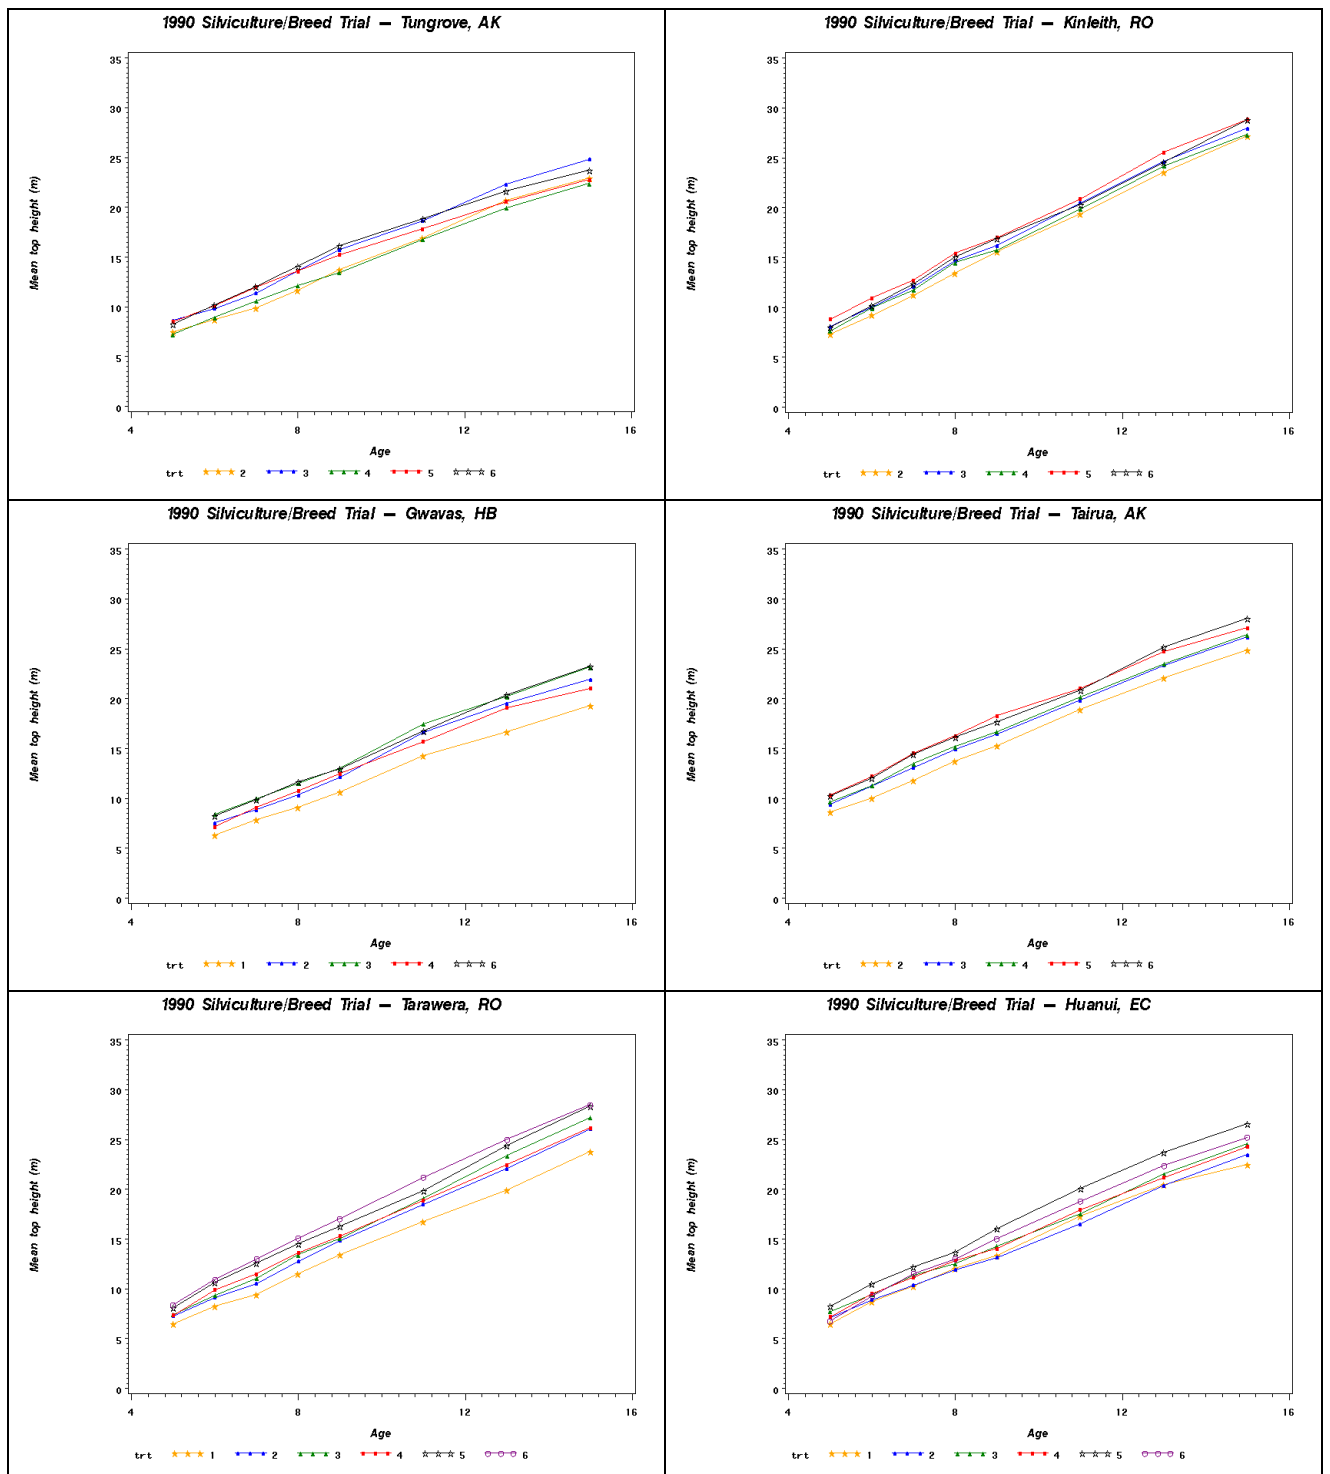 1990 Silviculture/Breed Trial – Tungrove, AK
35
30
25
20
15
10
5
0
Mean top height (m)
4 8 12 16
Age
trt 2 3 4 5 6
1990 Silviculture/Breed Trial – Kinleith, RO
35
30
25
20
15
10
5
0
Mean top height (m)
4 8 12 16
Age
trt 2 3 4 5 6
1990 Silviculture/Breed Trial – Gwavas, HB
35
30
25
20
15
10
5
0
Mean top height (m)
4 8 12 16
Age
trt 1 2 3 4 6
1990 Silviculture/Breed Trial – Tairua, AK
35
30
25
20
15
10
5
0
Mean top height (m)
4 8 12 16
Age
trt 2 3 4 5 6
1990 Silviculture/Breed Trial – Tarawera, RO
35
30
25
20
15
10
5
0
Mean top height (m)
4 8 12 16
Age
trt 1 2 3 4 5 6
1990 Silviculture/Breed Trial – Huanui, EC
35
30
25
20
15
10
5
0
Mean top height (m)
4 8 12 16
Age
trt 1 2 3 4 5 6